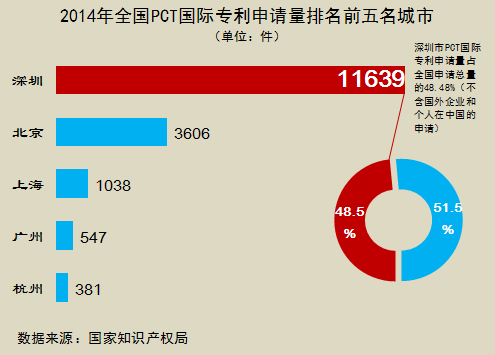 2014年全国PCT国际专利申请量排名前五名城市
(单位：件)
深圳市PCT国际
专利申请量占
全国申请总量
的48.48%（不
含国外企业和
个人在中国的
申请）
深圳 11639
北京 3606
上海 1038
广州 547
杭州 381
48.5
%
51.5
%
数据来源：国家知识产权局